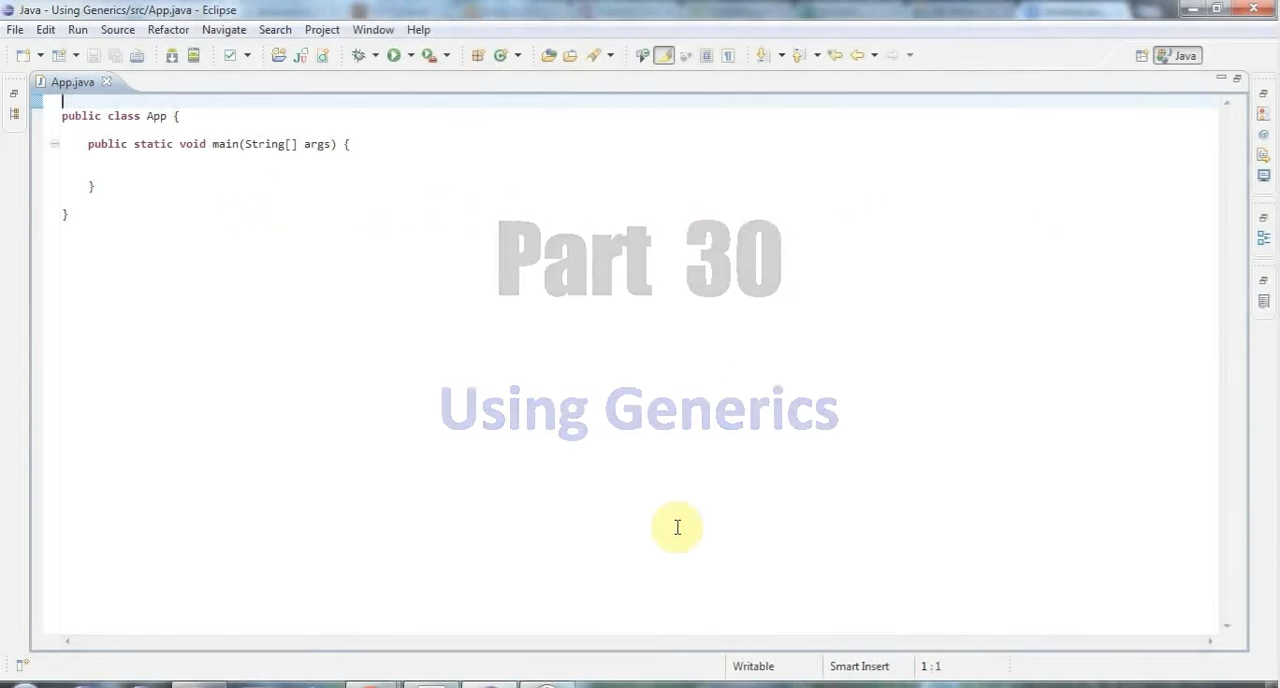 Java - Using Generics/src/App.java - Eclipse
File Edit Run Source Refactor Navigate Search Project Window Help
Java
App.java
public class App {
public static void main(String[] args) {
}
}
Part 30
Using Generics
Writable Smart Insert 1 : 1